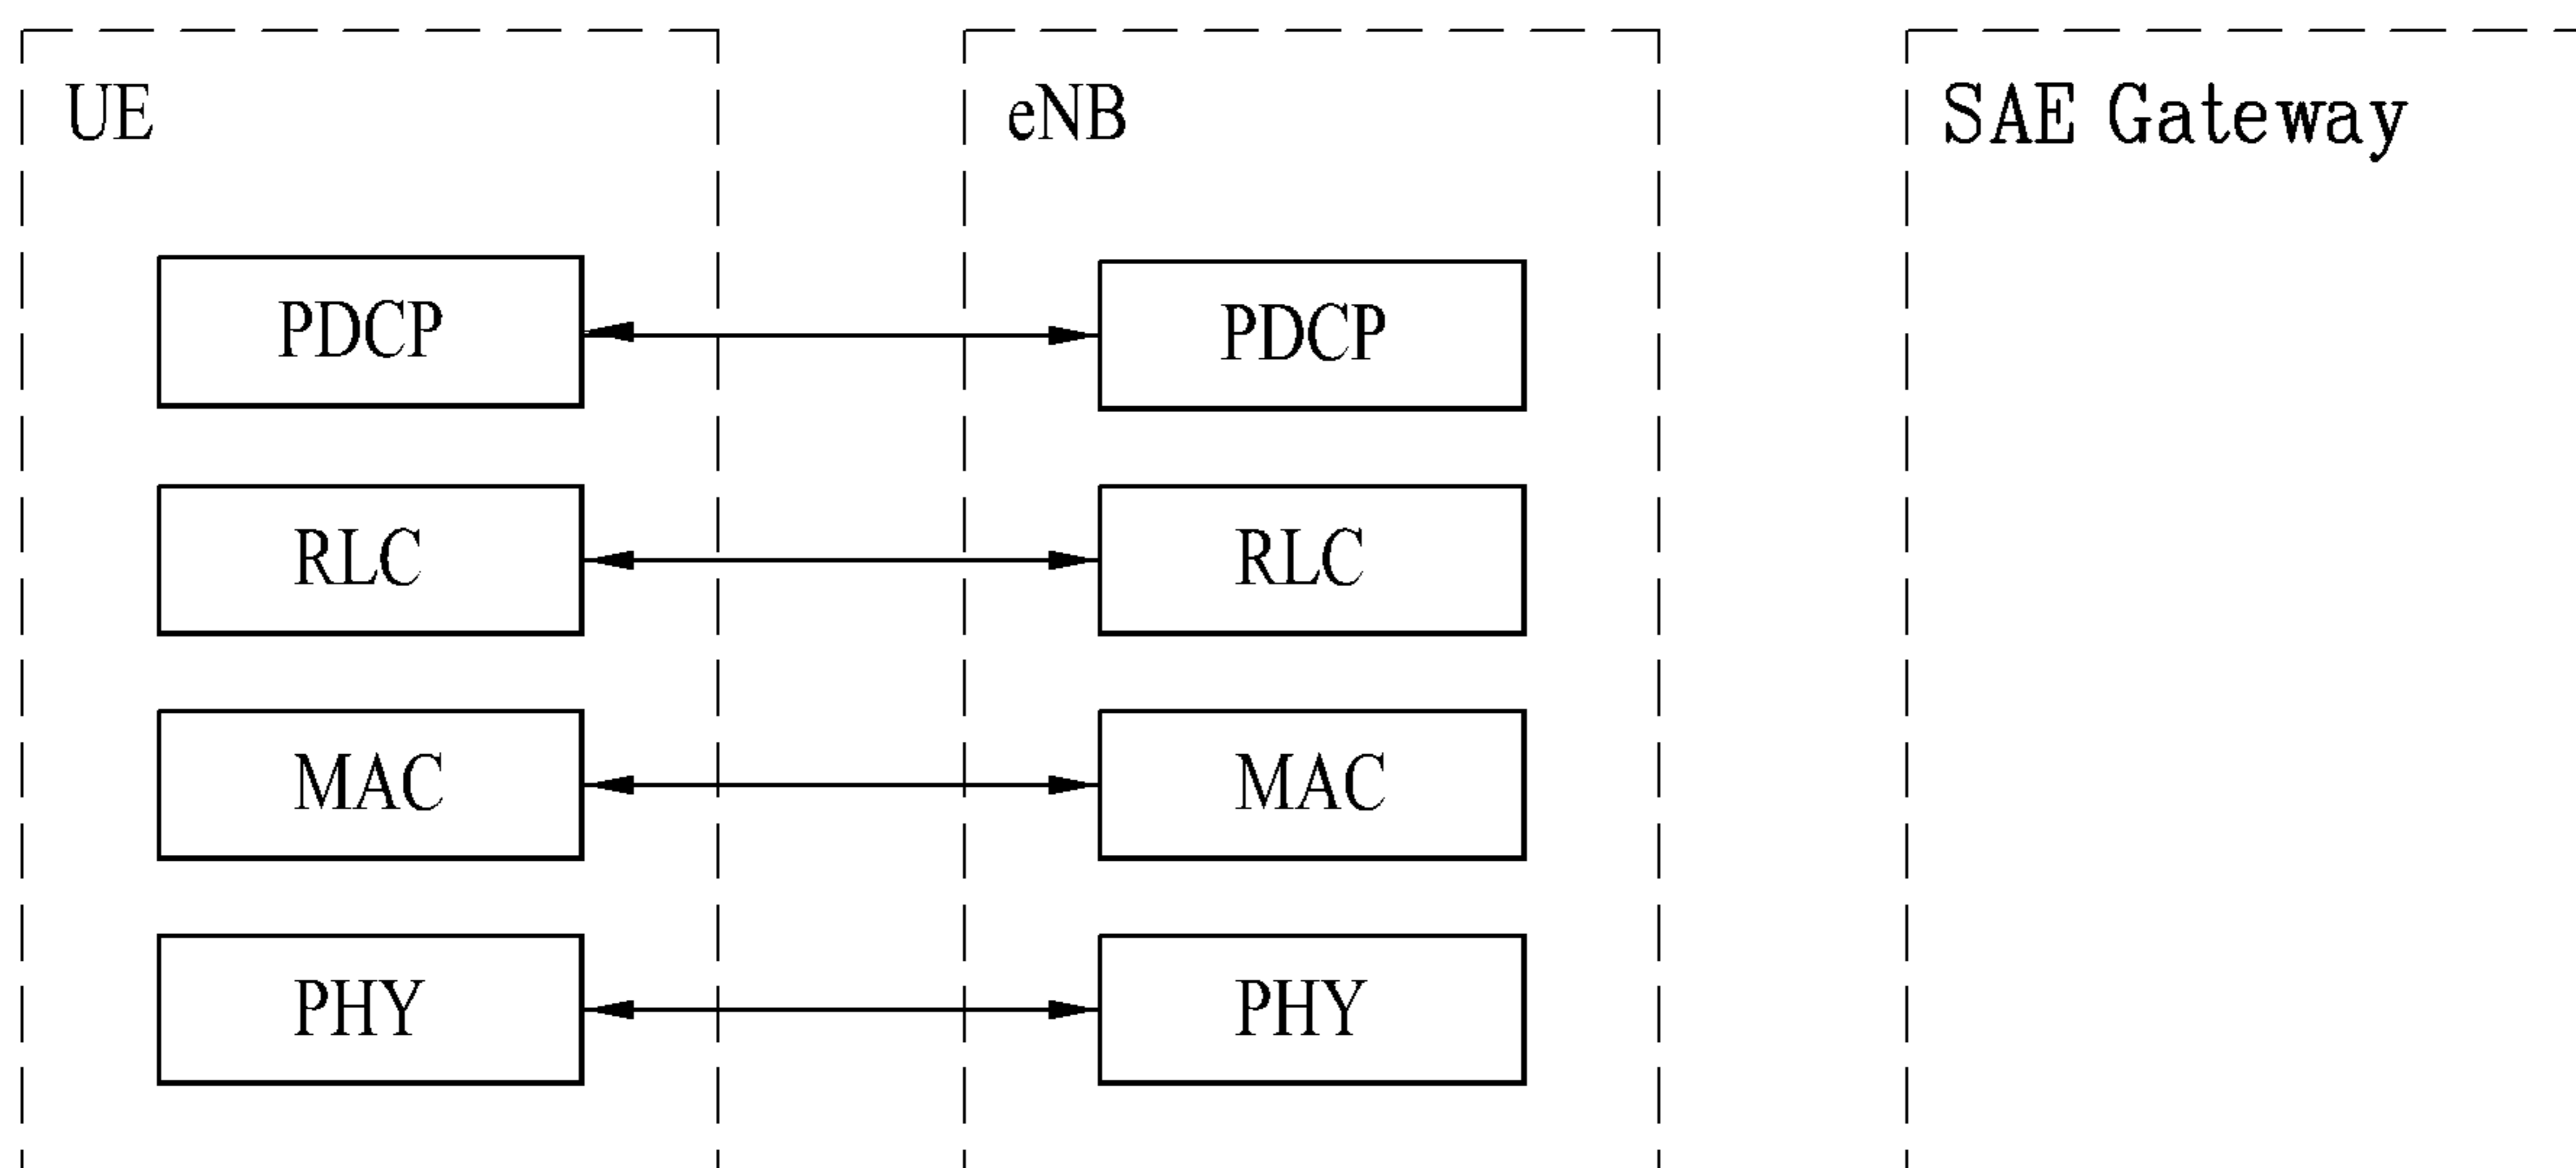 UE
eNB
SAE Gateway
PDCP
PDCP
RLC
RLC
MAC
MAC
PHY
PHY